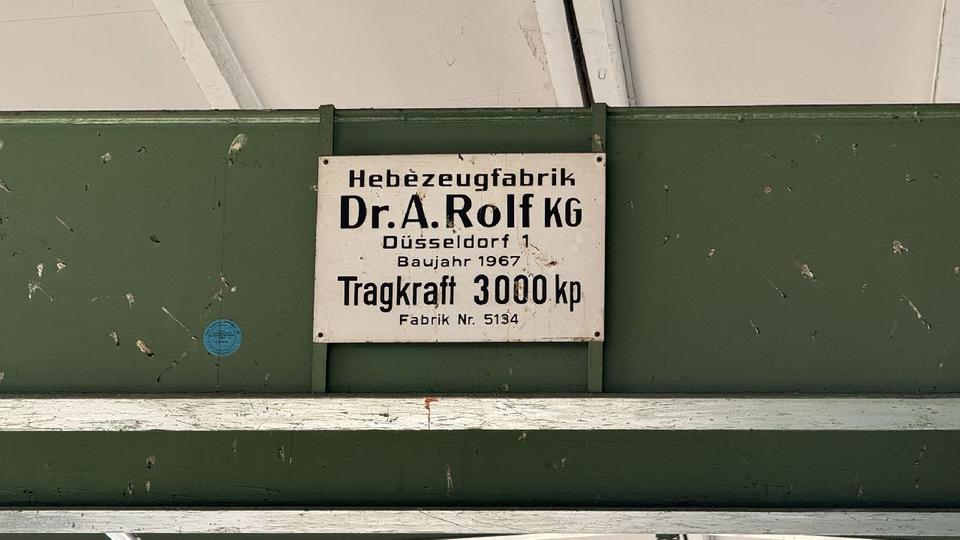 Hebezeugfabrik
Dr. A. Rolf KG
Düsseldorf 1
Baujahr 1967
Tragkraft 3000 kp
Fabrik Nr. 5134